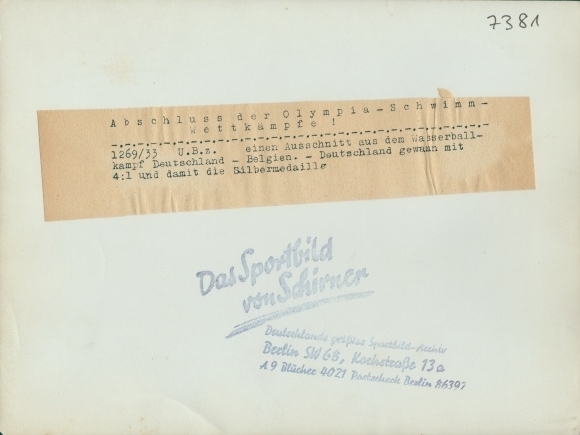 7381
Abschluss der Olympia-Schwimm-
Wettkämpfe !
1269/33 U.B.z. einen Ausschnitt aus dem Wasserball-
kampf Deutschland - Belgien. - Deutschland gewann mit
4:1 und damit die Silbermedaille
Das Sportbild
von Schirner
Deutschlands größtes Sportbild-Archiv
Berlin SW 68, Kochstraße 13a
A 9 Blücher 4021 Postscheck Berlin 86397